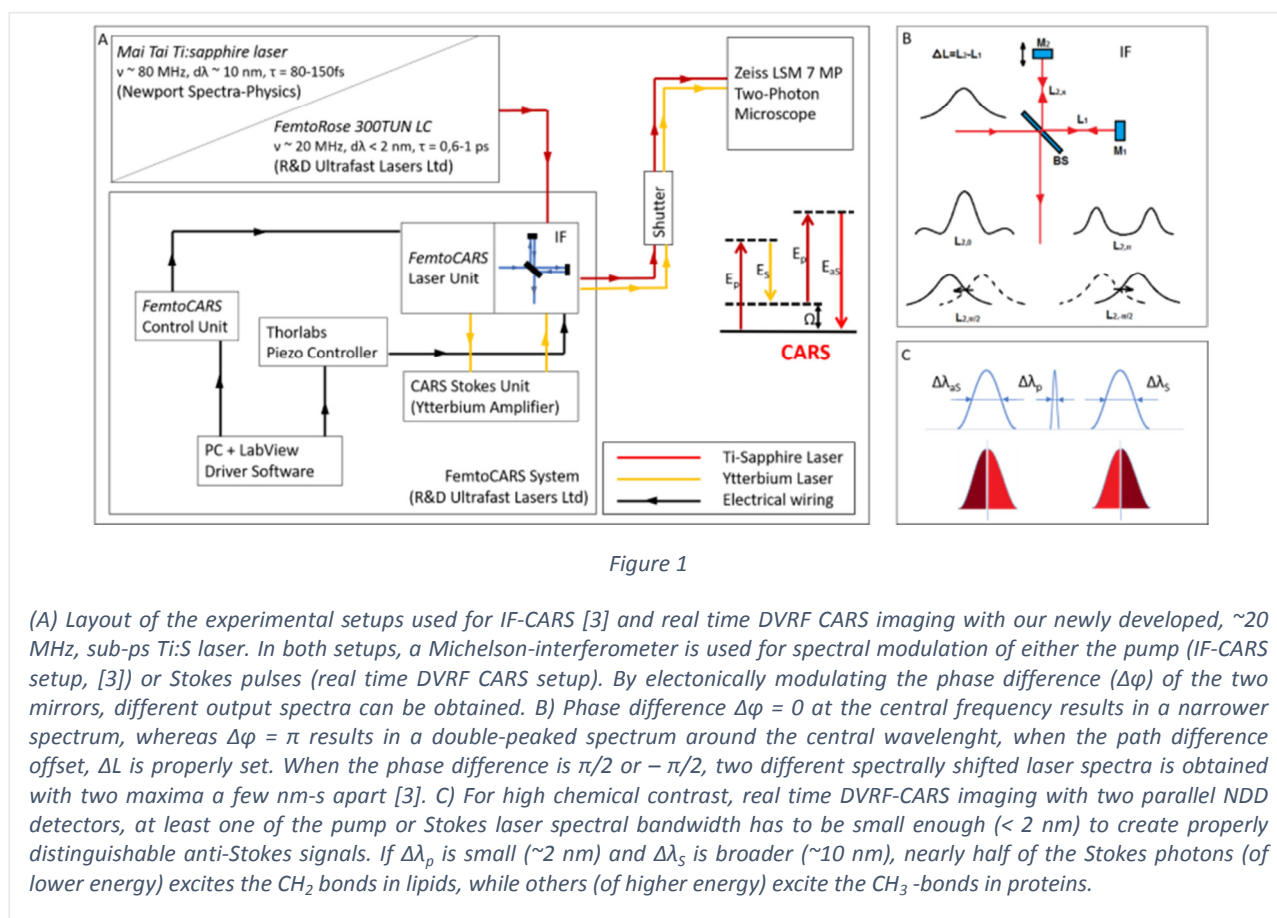 A
Mai Tai Ti:sapphire laser
ν ~ 80 MHz, dλ ~ 10 nm, τ = 80-150fs
(Newport Spectra-Physics)
FemtoRose 300TUN LC
ν ~ 20 MHz, dλ < 2 nm, τ = 0,6-1 ps
(R&D Ultrafast Lasers Ltd)
Zeiss LSM 7 MP
Two-Photon
Microscope
Shutter
IF
FemtoCARS
Laser Unit
FemtoCARS
Control Unit
Thorlabs
Piezo Controller
CARS Stokes Unit
(Ytterbium Amplifier)
PC + LabView
Driver Software
FemtoCARS System
(R&D Ultrafast Lasers Ltd)
Ep
Es
Ep
Eas
Ω
CARS
Ti-Sapphire Laser
Ytterbium Laser
Electrical wiring
B
ΔL=L2-L1
M2
IF
L2,π
L1
M1
BS
L2,0
L2,π
L2,π/2
L2,-π/2
C
ΔλaS
Δλp
ΔλS
Figure 1
(A) Layout of the experimental setups used for IF-CARS [3] and real time DVRF CARS imaging with our newly developed, ~20
MHz, sub-ps Ti:S laser. In both setups, a Michelson-interferometer is used for spectral modulation of either the pump (IF-CARS
setup, [3]) or Stokes pulses (real time DVRF CARS setup). By electonically modulating the phase difference (Δφ) of the two
mirrors, different output spectra can be obtained. B) Phase difference Δφ = 0 at the central frequency results in a narrower
spectrum, whereas Δφ = π results in a double-peaked spectrum around the central wavelenght, when the path difference
offset, ΔL is properly set. When the phase difference is π/2 or – π/2, two different spectrally shifted laser spectra is obtained
with two maxima a few nm-s apart [3]. C) For high chemical contrast, real time DVRF-CARS imaging with two parallel NDD
detectors, at least one of the pump or Stokes laser spectral bandwidth has to be small enough (< 2 nm) to create properly
distinguishable anti-Stokes signals. If Δλp is small (~2 nm) and ΔλS is broader (~10 nm), nearly half of the Stokes photons (of
lower energy) excites the CH2 bonds in lipids, while others (of higher energy) excite the CH3 -bonds in proteins.